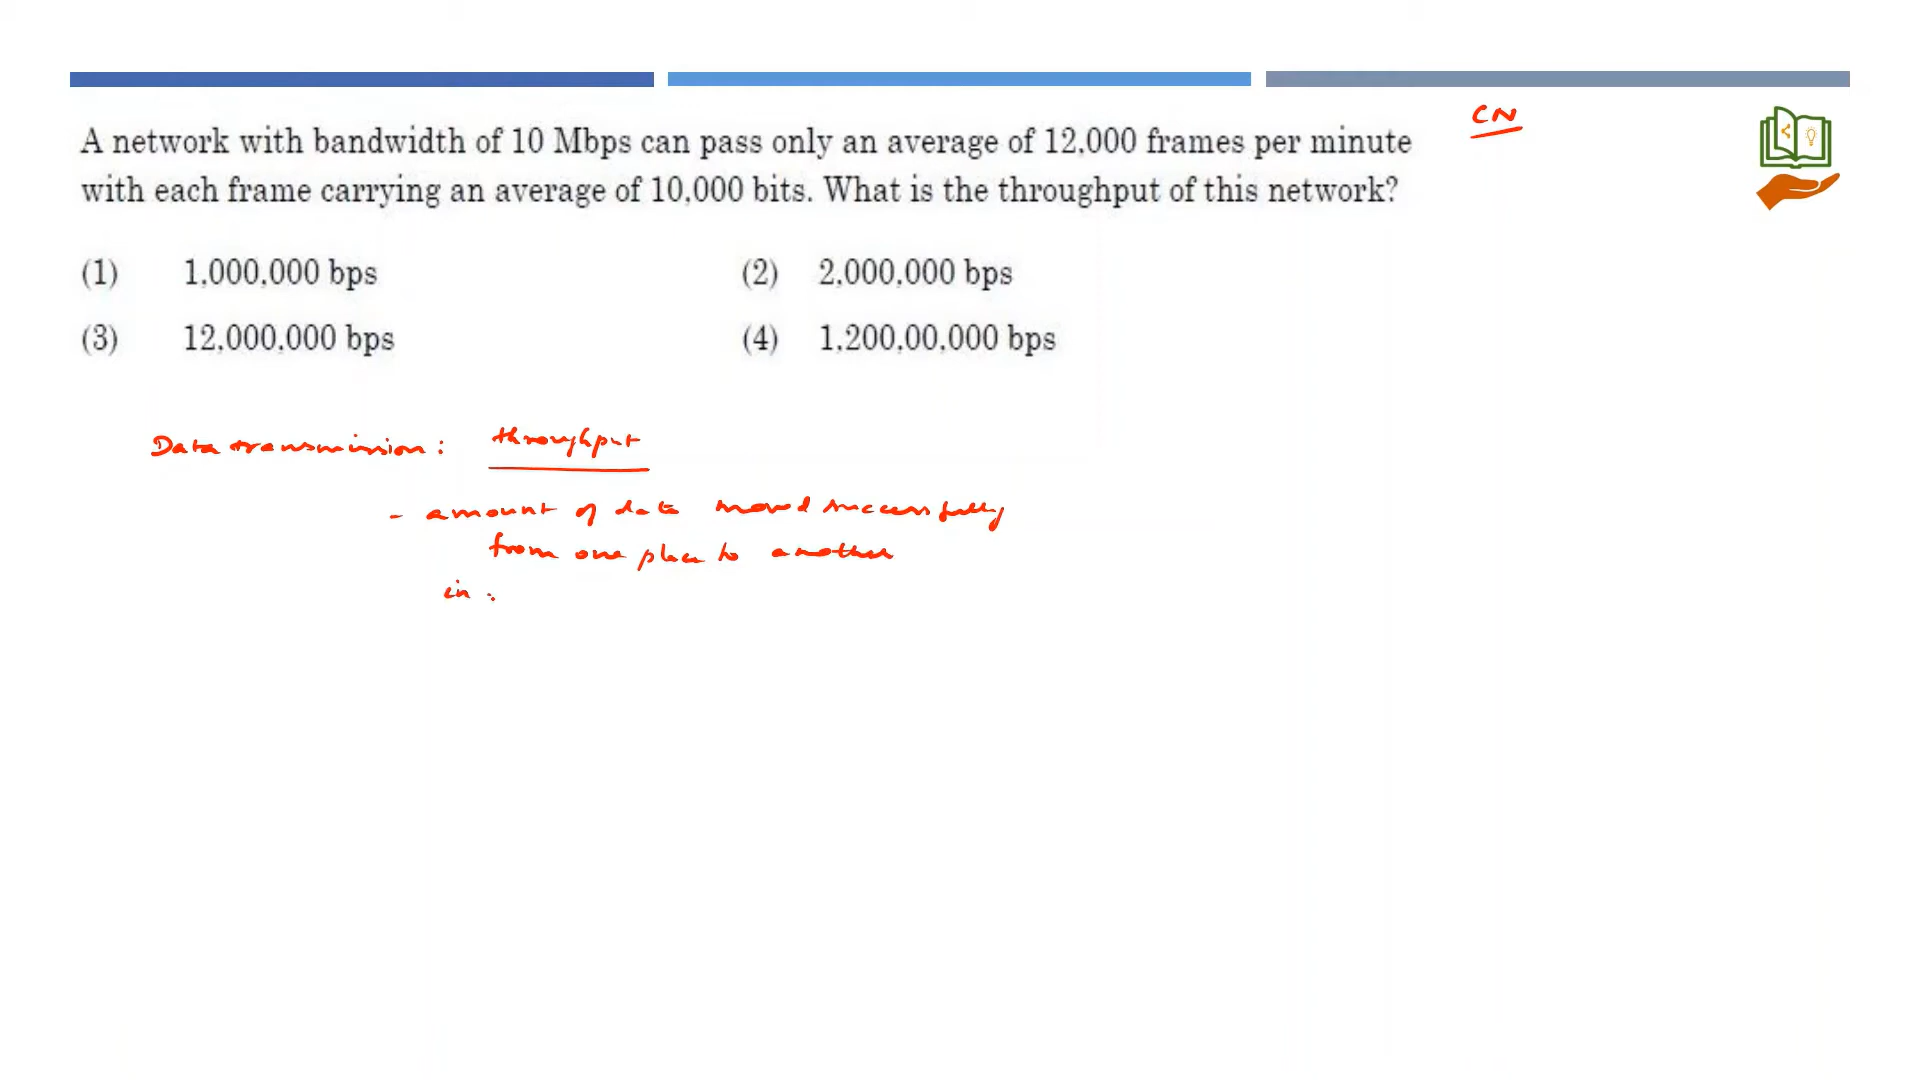 CN
A network with bandwidth of 10 Mbps can pass only an average of 12,000 frames per minute
with each frame carrying an average of 10,000 bits. What is the throughput of this network?
(1) 1,000,000 bps (2) 2,000,000 bps
(3) 12,000,000 bps (4) 1,200,00,000 bps
Data transmission: throughput
- amount of data moved successfully
from one place to another
in